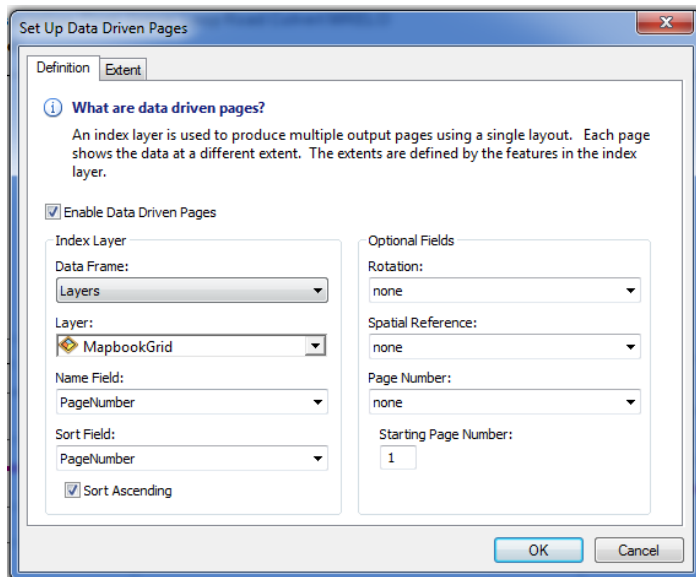 Set Up Data Driven Pages
Definition
Extent
What are data driven pages?
An index layer is used to produce multiple output pages using a single layout. Each page
shows the data at a different extent. The extents are defined by the features in the index
layer.
Enable Data Driven Pages
Index Layer
Data Frame:
Layers
Layer:
MapbookGrid
Name Field:
PageNumber
Sort Field:
PageNumber
Sort Ascending
Optional Fields
Rotation:
none
Spatial Reference:
none
Page Number:
none
Starting Page Number:
1
OK
Cancel